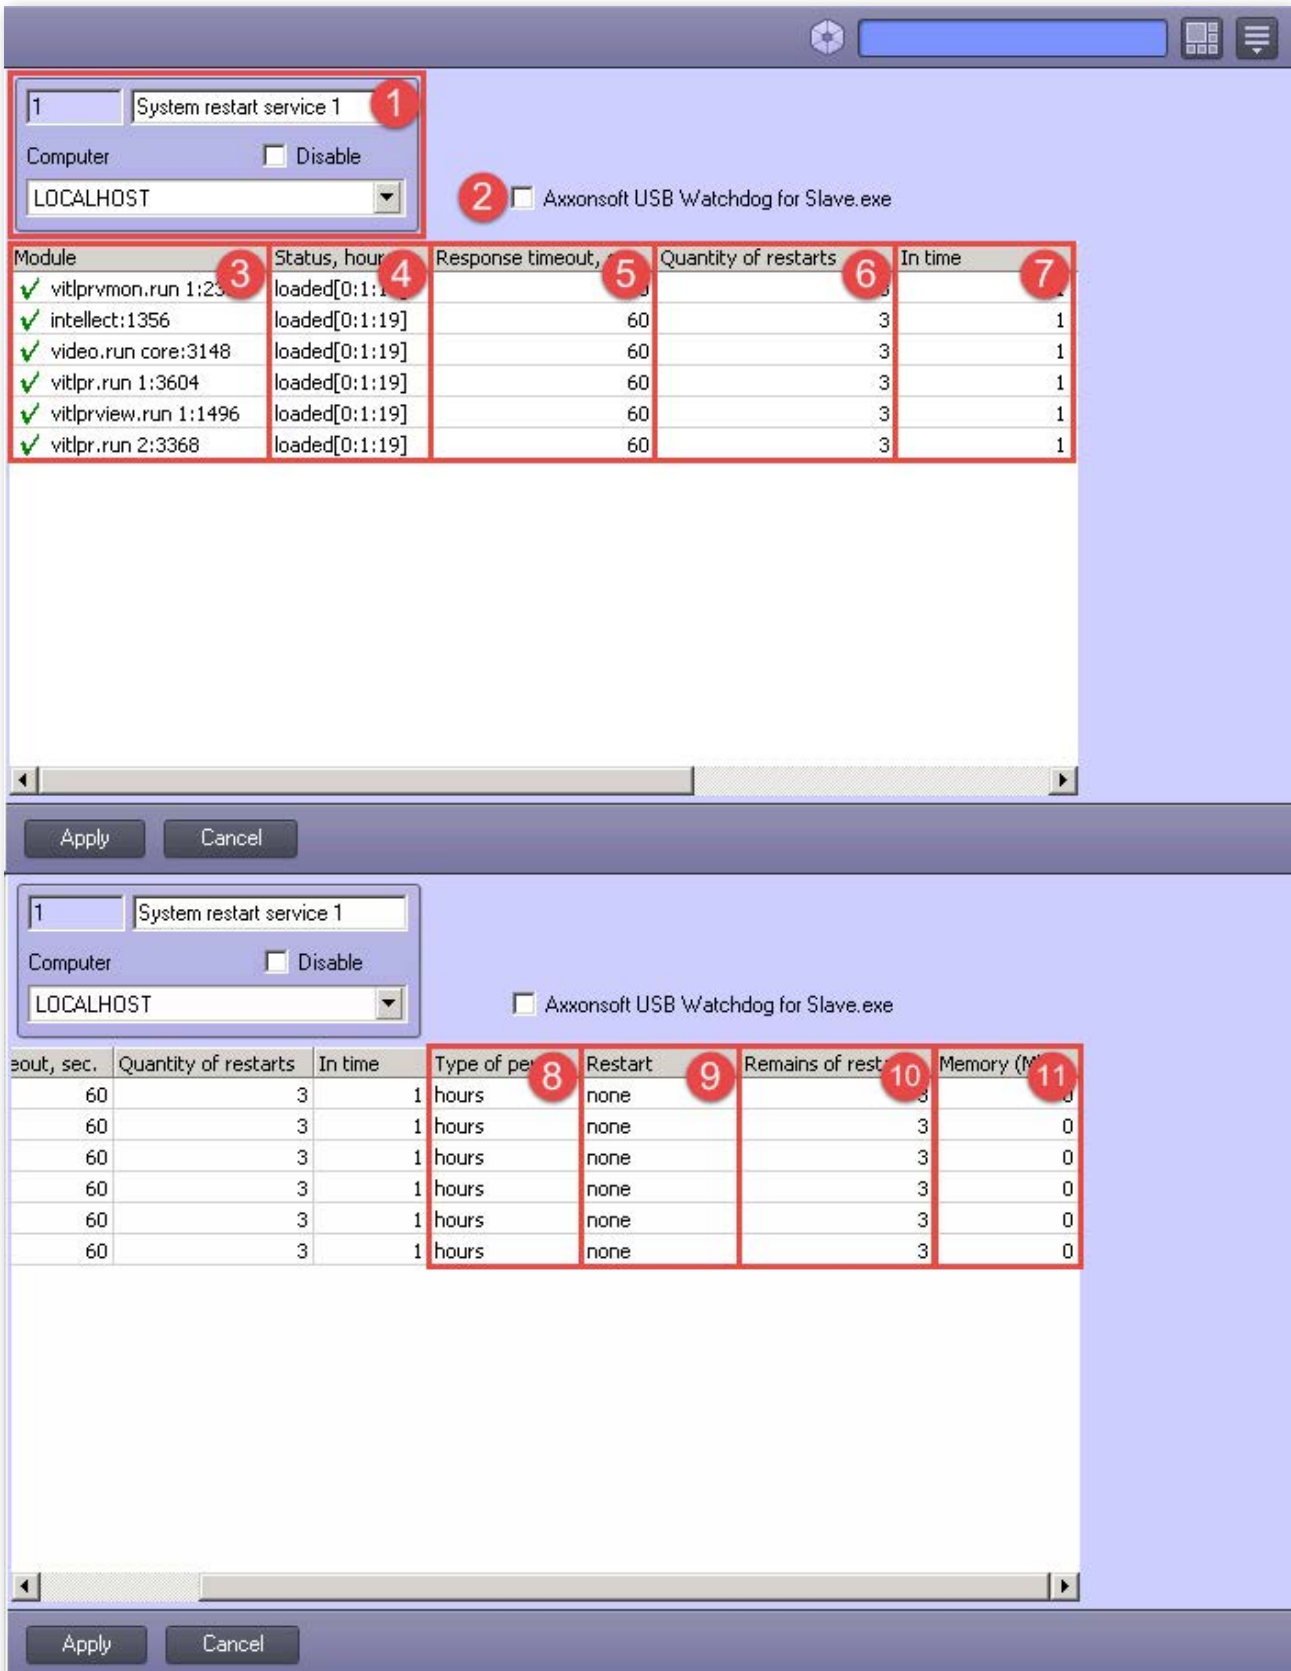 1 System restart service 1 1
Computer Disable
LOCALHOST
2 Axxonsoft USB Watchdog for Slave.exe
Module 3 Status, hour 4 Response timeout, 5 Quantity of restarts 6 In time 7
vitlprvmon.run 1:23 loaded[0:1:1
intellect:1356 loaded[0:1:19] 60 3 1
video.run core:3148 loaded[0:1:19] 60 3 1
vitlpr.run 1:3604 loaded[0:1:19] 60 3 1
vitlprview.run 1:1496 loaded[0:1:19] 60 3 1
vitlpr.run 2:3368 loaded[0:1:19] 60 3 1
Apply Cancel
1 System restart service 1
Computer Disable
LOCALHOST
Axxonsoft USB Watchdog for Slave.exe
eout, sec. Quantity of restarts In time Type of pe 8 Restart 9 Remains of rest 10 Memory (M 11
60 3 1 hours none 3 0
60 3 1 hours none 3 0
60 3 1 hours none 3 0
60 3 1 hours none 3 0
60 3 1 hours none 3 0
60 3 1 hours none 3 0
Apply Cancel